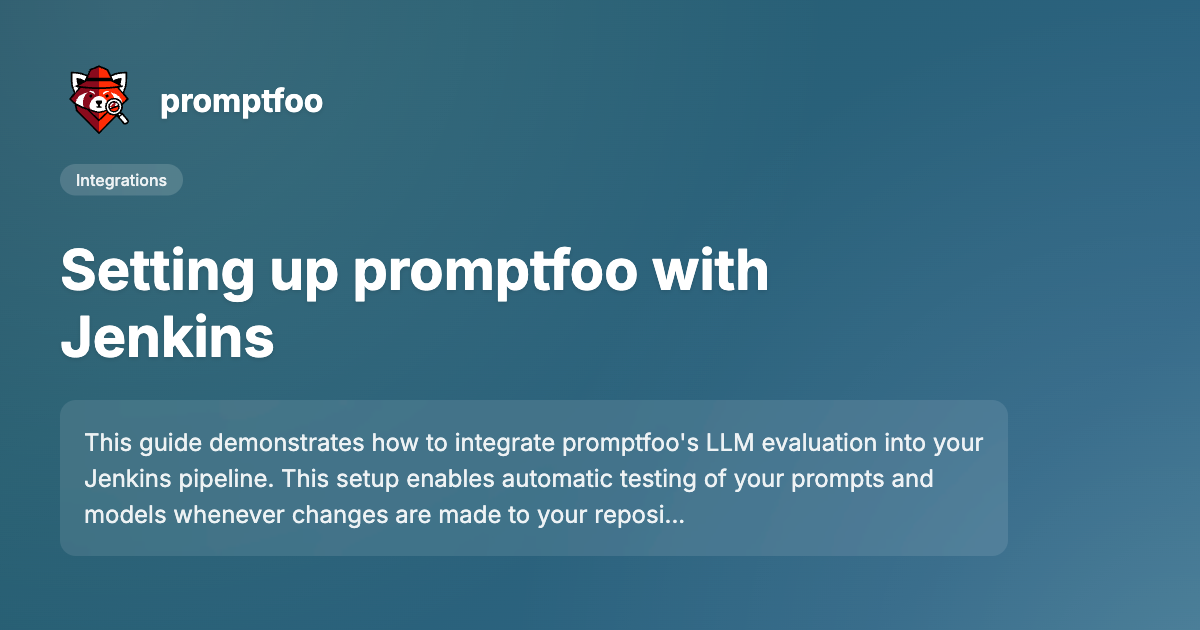 promptfoo
Integrations
Setting up promptfoo with
Jenkins
This guide demonstrates how to integrate promptfoo's LLM evaluation into your
Jenkins pipeline. This setup enables automatic testing of your prompts and
models whenever changes are made to your reposi...